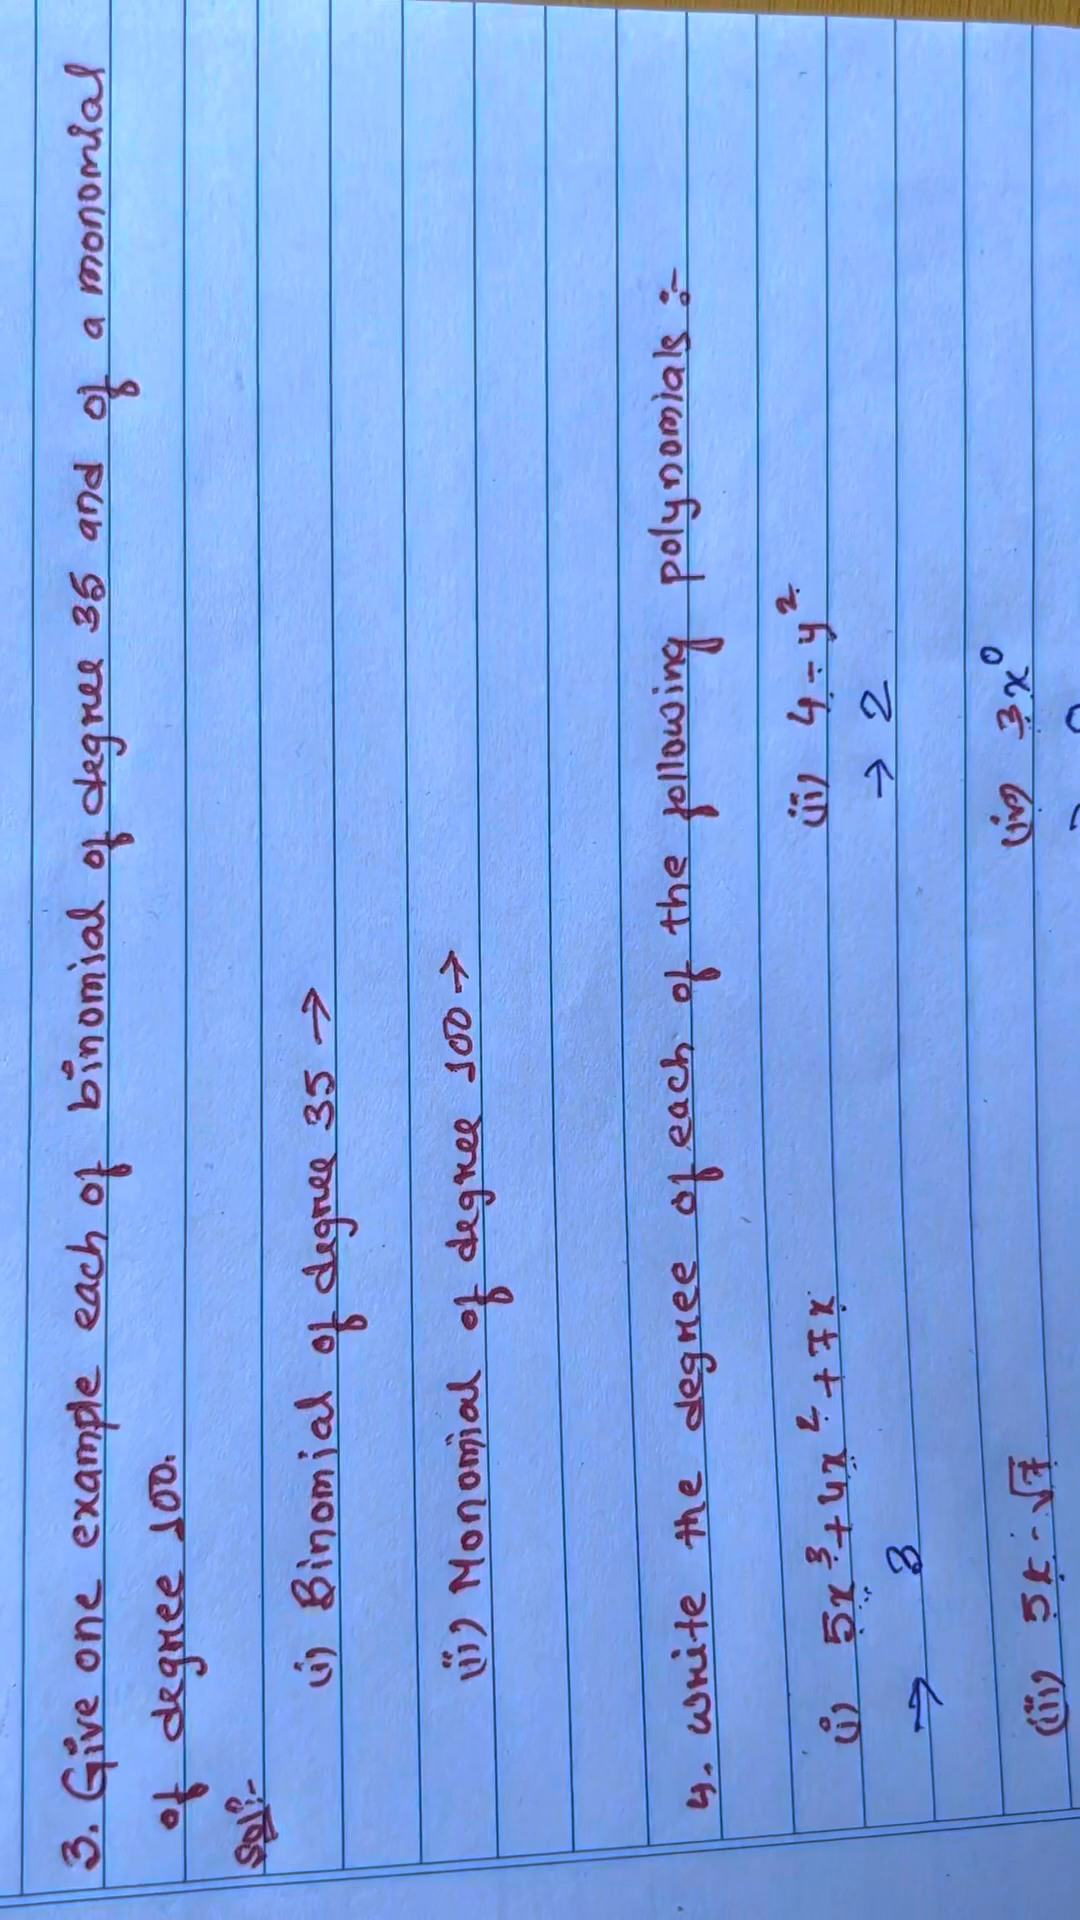 3. Give one example each of binomial of degree 35 and of a monomial
of degree 100.
Sol:-
(i) Binomial of degree 35 →
(ii) Monomial of degree 100 →
4. Write the degree of each of the following polynomials :-
(i) 5x³ + 4x² + 7x (ii) 4 - y²
→ 3 → 2
(iii) 5x - √7 (iv) 3x⁰